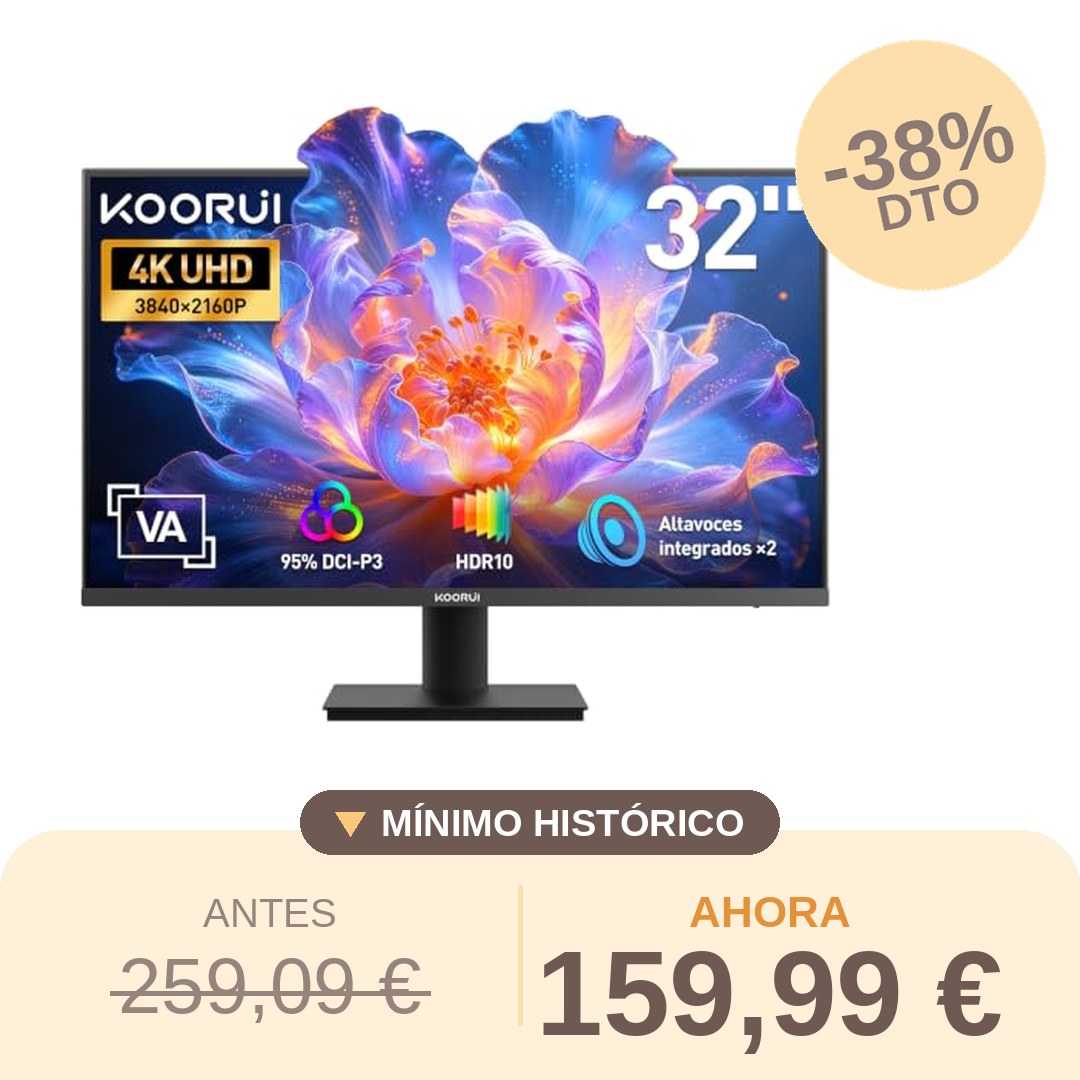 -38%
DTO
KOORUI
32"
4K UHD
3840×2160P
VA
95% DCI-P3
HDR10
Altavoces
integrados ×2
KOORUI
MÍNIMO HISTÓRICO
ANTES
259,09 €
AHORA
159,99 €